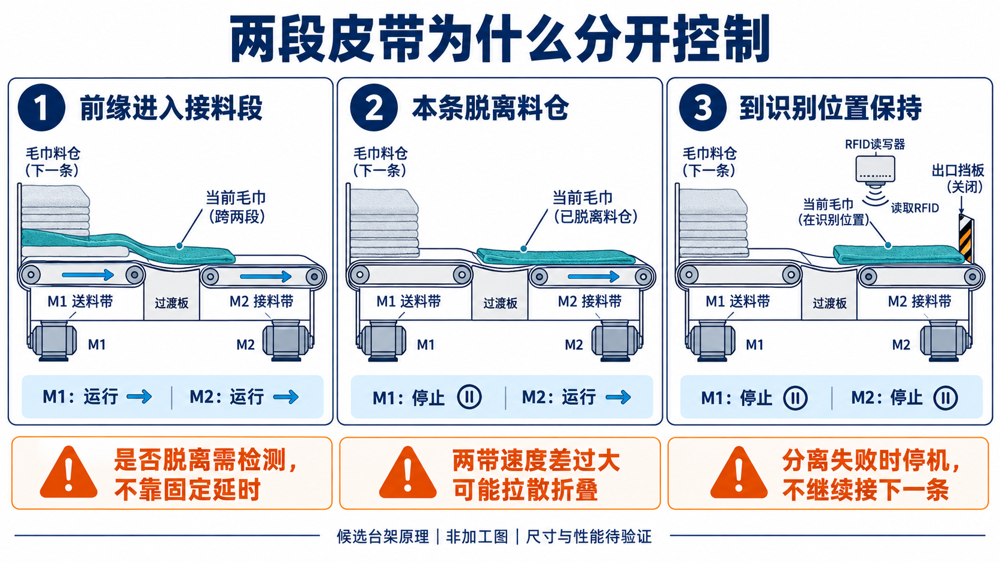 两段皮带为什么分开控制
1 前缘进入接料段
毛巾料仓
(下一条)
当前毛巾
(跨两段)
M1 送料带
过渡板
M2 接料带
M1
M2
M1：运行
M2：运行
2 本条脱离料仓
毛巾料仓
(下一条)
当前毛巾
(已脱离料仓)
M1 送料带
过渡板
M2 接料带
M1
M2
M1：停止
M2：运行
3 到识别位置保持
毛巾料仓
(下一条)
RFID读写器
出口挡板
(关闭)
当前毛巾
(在识别位置)
读取RFID
M1 送料带
过渡板
M2 接料带
M1
M2
M1：停止
M2：停止
是否脱离需检测，
不靠固定延时
两带速度差过大
可能拉散折叠
分离失败时停机，
不继续接下一条
候选台架原理｜非加工图｜尺寸与性能待验证